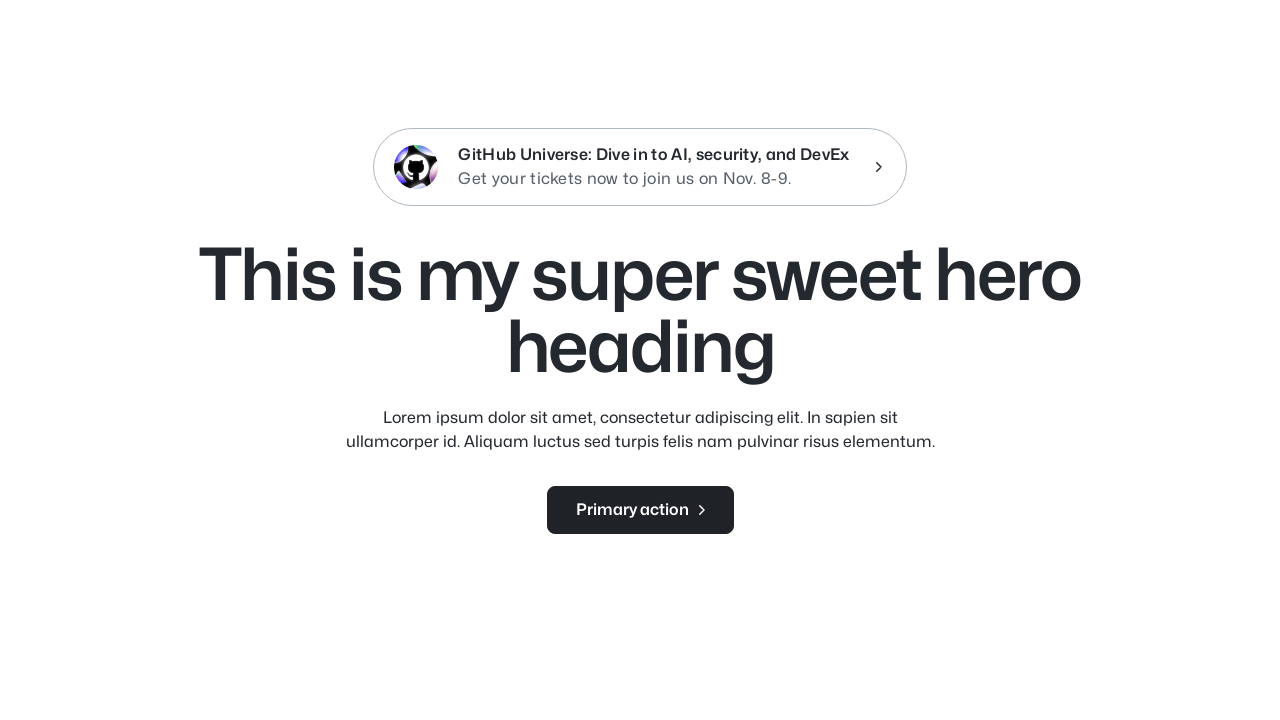 GitHub Universe: Dive in to AI, security, and DevEx
Get your tickets now to join us on Nov. 8-9.
This is my super sweet hero
heading
Lorem ipsum dolor sit amet, consectetur adipiscing elit. In sapien sit
ullamcorper id. Aliquam luctus sed turpis felis nam pulvinar risus elementum.
Primary action